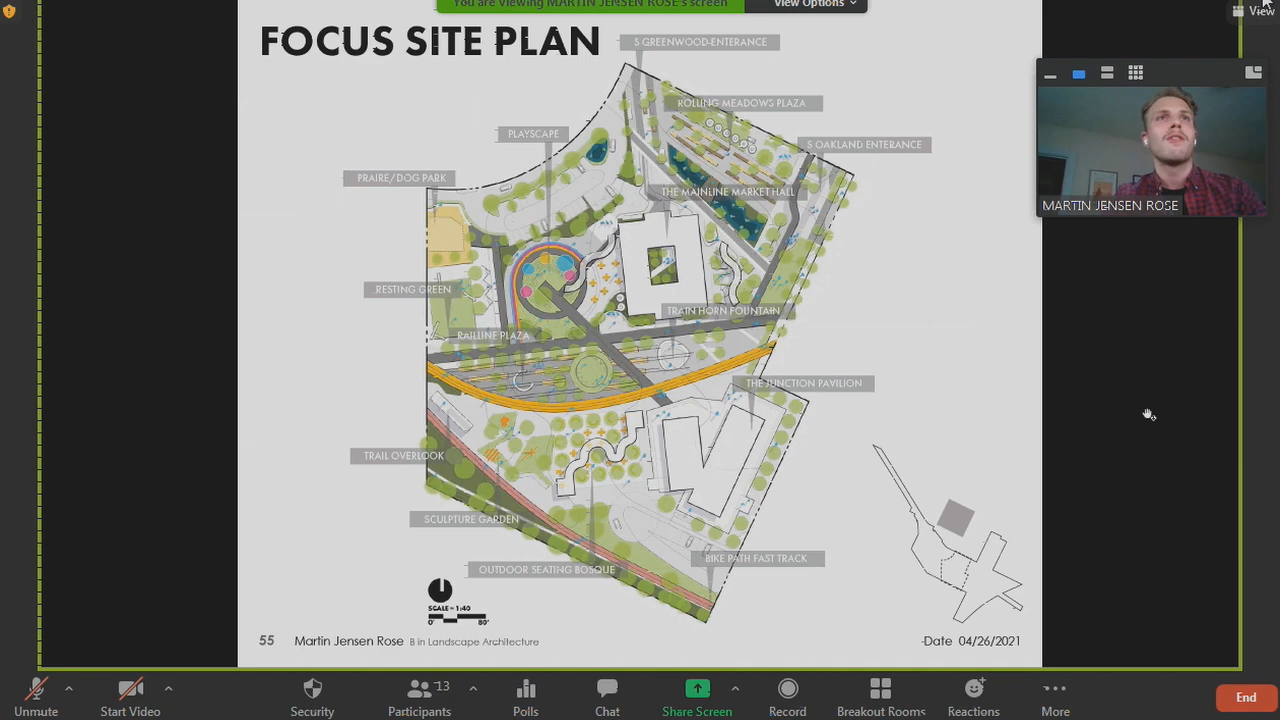 You are viewing MARTIN JENSEN ROSE's screen
View Options
View
FOCUS SITE PLAN
S GREENWOOD-ENTERANCE
ROLLING MEADOWS PLAZA
PLAYSCAPE
S OAKLAND ENTERANCE
PRAIRE/DOG PARK
THE MAINLINE MARKET HALL
MARTIN JENSEN ROSE
RESTING GREEN
TRAIN HORN FOUNTAIN
RAILLINE PLAZA
THE JUNCTION PAVILION
TRAIL OVERLOOK
SCULPTURE GARDEN
BIKE PATH FAST TRACK
OUTDOOR SEATING BOSQUE
SCALE = 1:40
0' 80'
55 Martin Jensen Rose B in Landscape Architecture -Date 04/26/2021
13
Unmute Start Video Security Participants Polls Chat Share Screen Record Breakout Rooms Reactions More End